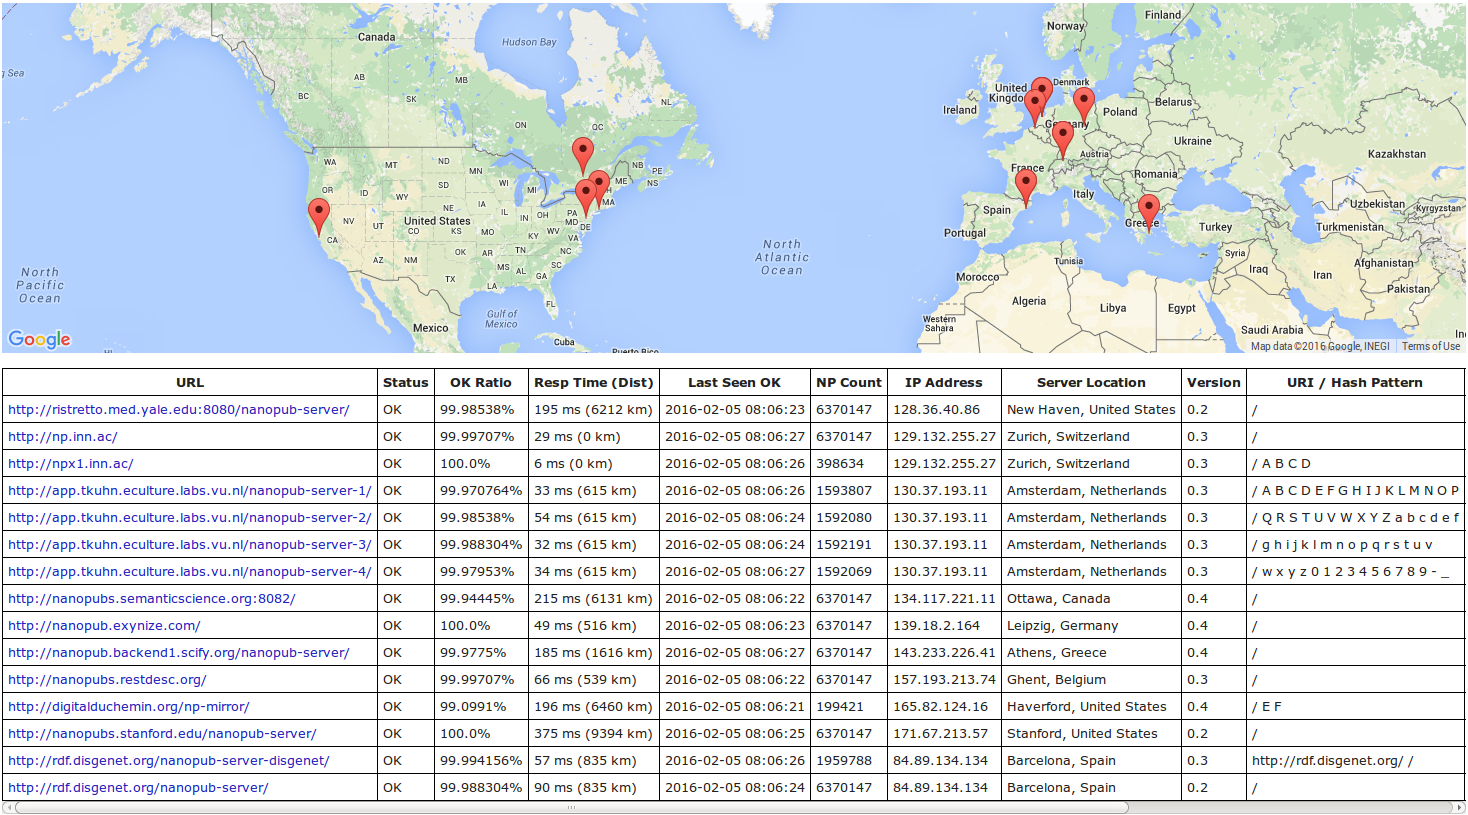 Finland
Norway
Canada
Hudson Bay
ng Sea
AB
MB
BC
SK
NL
ON
QC
United Kingdom
Denmark
Ireland
Poland
Belarus
Germany
Ukraine
Kazakhstan
Austria
France
Romania
Italy
Spain
Portugal
Greece
Turkey
Uzbekistan
Kyrgyzstan
Turkmenistan
Syria
Iraq
Iran
Afghanistan
Pakistan
Tunisia
Morocco
Algeria
Libya
Egypt
Western Sahara
Saudi Arabia
WA
MT
ND
MN
OR
ID
SD
WI
MI
NB
PE
NS
ME
WY
NE
IA
IL
IN
OH
PA
MD
DE
MA
NV
UT
United States
CO
KS
MO
KY
WV
VA
CA
AZ
NM
OK
AR
TN
NC
SC
MS
AL
GA
TX
LA
FL
North Pacific Ocean
North Atlantic Ocean
Gulf of Mexico
Mexico
Cuba
Puerto Rico
HI
In
Google
Map data ©2016 Google, INEGI Terms of Use
URL Status OK Ratio Resp Time (Dist) Last Seen OK NP Count IP Address Server Location Version URI / Hash Pattern
http://ristretto.med.yale.edu:8080/nanopub-server/ OK 99.98538% 195 ms (6212 km) 2016-02-05 08:06:23 6370147 128.36.40.86 New Haven, United States 0.2 /
http://np.inn.ac/ OK 99.99707% 29 ms (0 km) 2016-02-05 08:06:27 6370147 129.132.255.27 Zurich, Switzerland 0.3 /
http://npx1.inn.ac/ OK 100.0% 6 ms (0 km) 2016-02-05 08:06:26 398634 129.132.255.27 Zurich, Switzerland 0.3 / A B C D
http://app.tkuhn.eculture.labs.vu.nl/nanopub-server-1/ OK 99.970764% 33 ms (615 km) 2016-02-05 08:06:26 1593807 130.37.193.11 Amsterdam, Netherlands 0.3 / A B C D E F G H I J K L M N O P
http://app.tkuhn.eculture.labs.vu.nl/nanopub-server-2/ OK 99.98538% 54 ms (615 km) 2016-02-05 08:06:24 1592080 130.37.193.11 Amsterdam, Netherlands 0.3 / Q R S T U V W X Y Z a b c d e f
http://app.tkuhn.eculture.labs.vu.nl/nanopub-server-3/ OK 99.988304% 32 ms (615 km) 2016-02-05 08:06:24 1592191 130.37.193.11 Amsterdam, Netherlands 0.3 / g h i j k l m n o p q r s t u v
http://app.tkuhn.eculture.labs.vu.nl/nanopub-server-4/ OK 99.97953% 34 ms (615 km) 2016-02-05 08:06:27 1592069 130.37.193.11 Amsterdam, Netherlands 0.3 / w x y z 0 1 2 3 4 5 6 7 8 9 - _
http://nanopubs.semanticscience.org:8082/ OK 99.94445% 215 ms (6131 km) 2016-02-05 08:06:22 6370147 134.117.221.11 Ottawa, Canada 0.4 /
http://nanopub.exynize.com/ OK 100.0% 49 ms (516 km) 2016-02-05 08:06:23 6370147 139.18.2.164 Leipzig, Germany 0.4 /
http://nanopub.backend1.scify.org/nanopub-server/ OK 99.9775% 185 ms (1616 km) 2016-02-05 08:06:27 6370147 143.233.226.41 Athens, Greece 0.4 /
http://nanopubs.restdesc.org/ OK 99.99707% 66 ms (539 km) 2016-02-05 08:06:22 6370147 157.193.213.74 Ghent, Belgium 0.3 /
http://digitalduchemin.org/np-mirror/ OK 99.0991% 196 ms (6460 km) 2016-02-05 08:06:21 199421 165.82.124.16 Haverford, United States 0.4 / E F
http://nanopubs.stanford.edu/nanopub-server/ OK 100.0% 375 ms (9394 km) 2016-02-05 08:06:25 6370147 171.67.213.57 Stanford, United States 0.2 /
http://rdf.disgenet.org/nanopub-server-disgenet/ OK 99.994156% 57 ms (835 km) 2016-02-05 08:06:26 1959788 84.89.134.134 Barcelona, Spain 0.3 http://rdf.disgenet.org/ /
http://rdf.disgenet.org/nanopub-server/ OK 99.988304% 90 ms (835 km) 2016-02-05 08:06:24 6370147 84.89.134.134 Barcelona, Spain 0.2 /